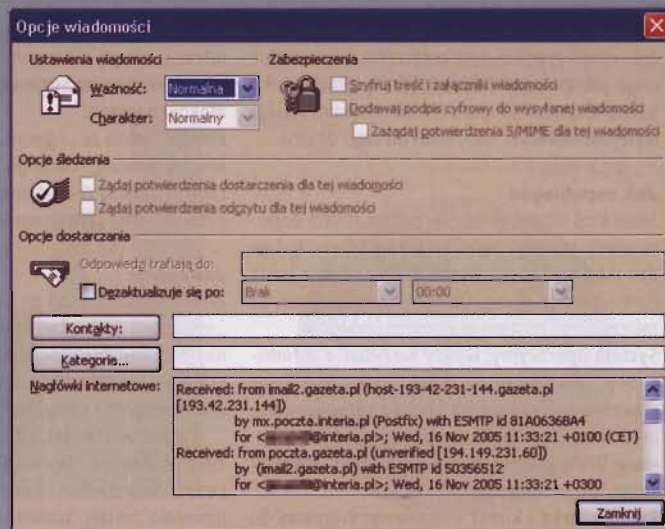 Opcje wiadomości
Ustawienia wiadomości
Zabezpieczenia
Ważność: Normalna
Charakter: Normalny
Szyfruj treść i załączniki wiadomości
Dodawaj podpis cyfrowy do wysyłanej wiadomości
Zażądaj potwierdzenia S/MIME dla tej wiadomości
Opcje śledzenia
Żądaj potwierdzenia dostarczenia dla tej wiadomości
Żądaj potwierdzenia odczytu dla tej wiadomości
Opcje dostarczania
Odpowiedzi trafiają do:
Dezaktualizuje się po: Brak 00:00
Kontakty:
Kategorie...
Nagłówki internetowe:
Received: from imail2.gazeta.pl (host-193-42-231-144.gazeta.pl
[193.42.231.144])
by mx.poczta.interia.pl (Postfix) with ESMTP id 81A0636BA4
for < @interia.pl>; Wed, 16 Nov 2005 11:33:21 +0100 (CET)
Received: from poczta.gazeta.pl (unverified [194.149.231.60])
by (imail2.gazeta.pl) with ESMTP id 50356512
for < @interia.pl>; Wed, 16 Nov 2005 11:33:21 +0300
Zamknij